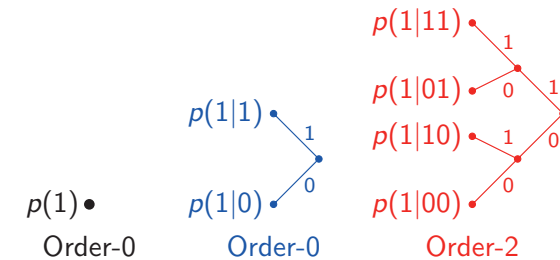 p(1|11)
1
p(1|01)
0
1
p(1|1)
1
p(1|10)
1
0
0
p(1|0)
0
p(1|00)
0
p(1)
Order-0
Order-0
Order-2